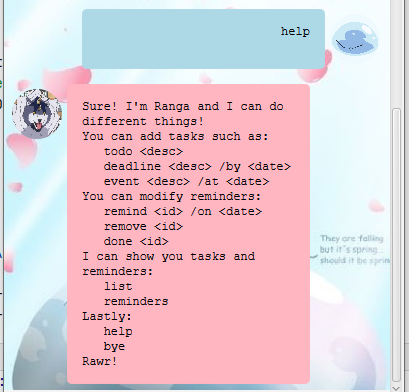 help
Sure! I'm Ranga and I can do
different things!
You can add tasks such as:
todo <desc>
deadline <desc> /by <date>
event <desc> /at <date>
You can modify reminders:
remind <id> /on <date>
remove <id>
done <id>
They are falling
but it's spring...
should it be sprin
I can show you tasks and
reminders:
list
reminders
Lastly:
help
bye
Rawr!